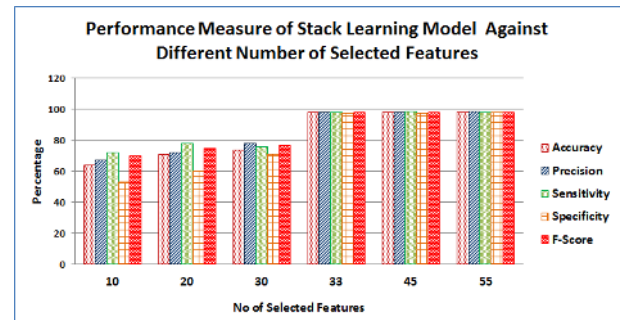 Performance Measure of Stack Learning Model Against
Different Number of Selected Features
120
100
80
60
40
20
0
Percentage
10 20 30 33 45 55
No of Selected Features
Accuracy
Precision
Sensitivity
Specificity
F-Score